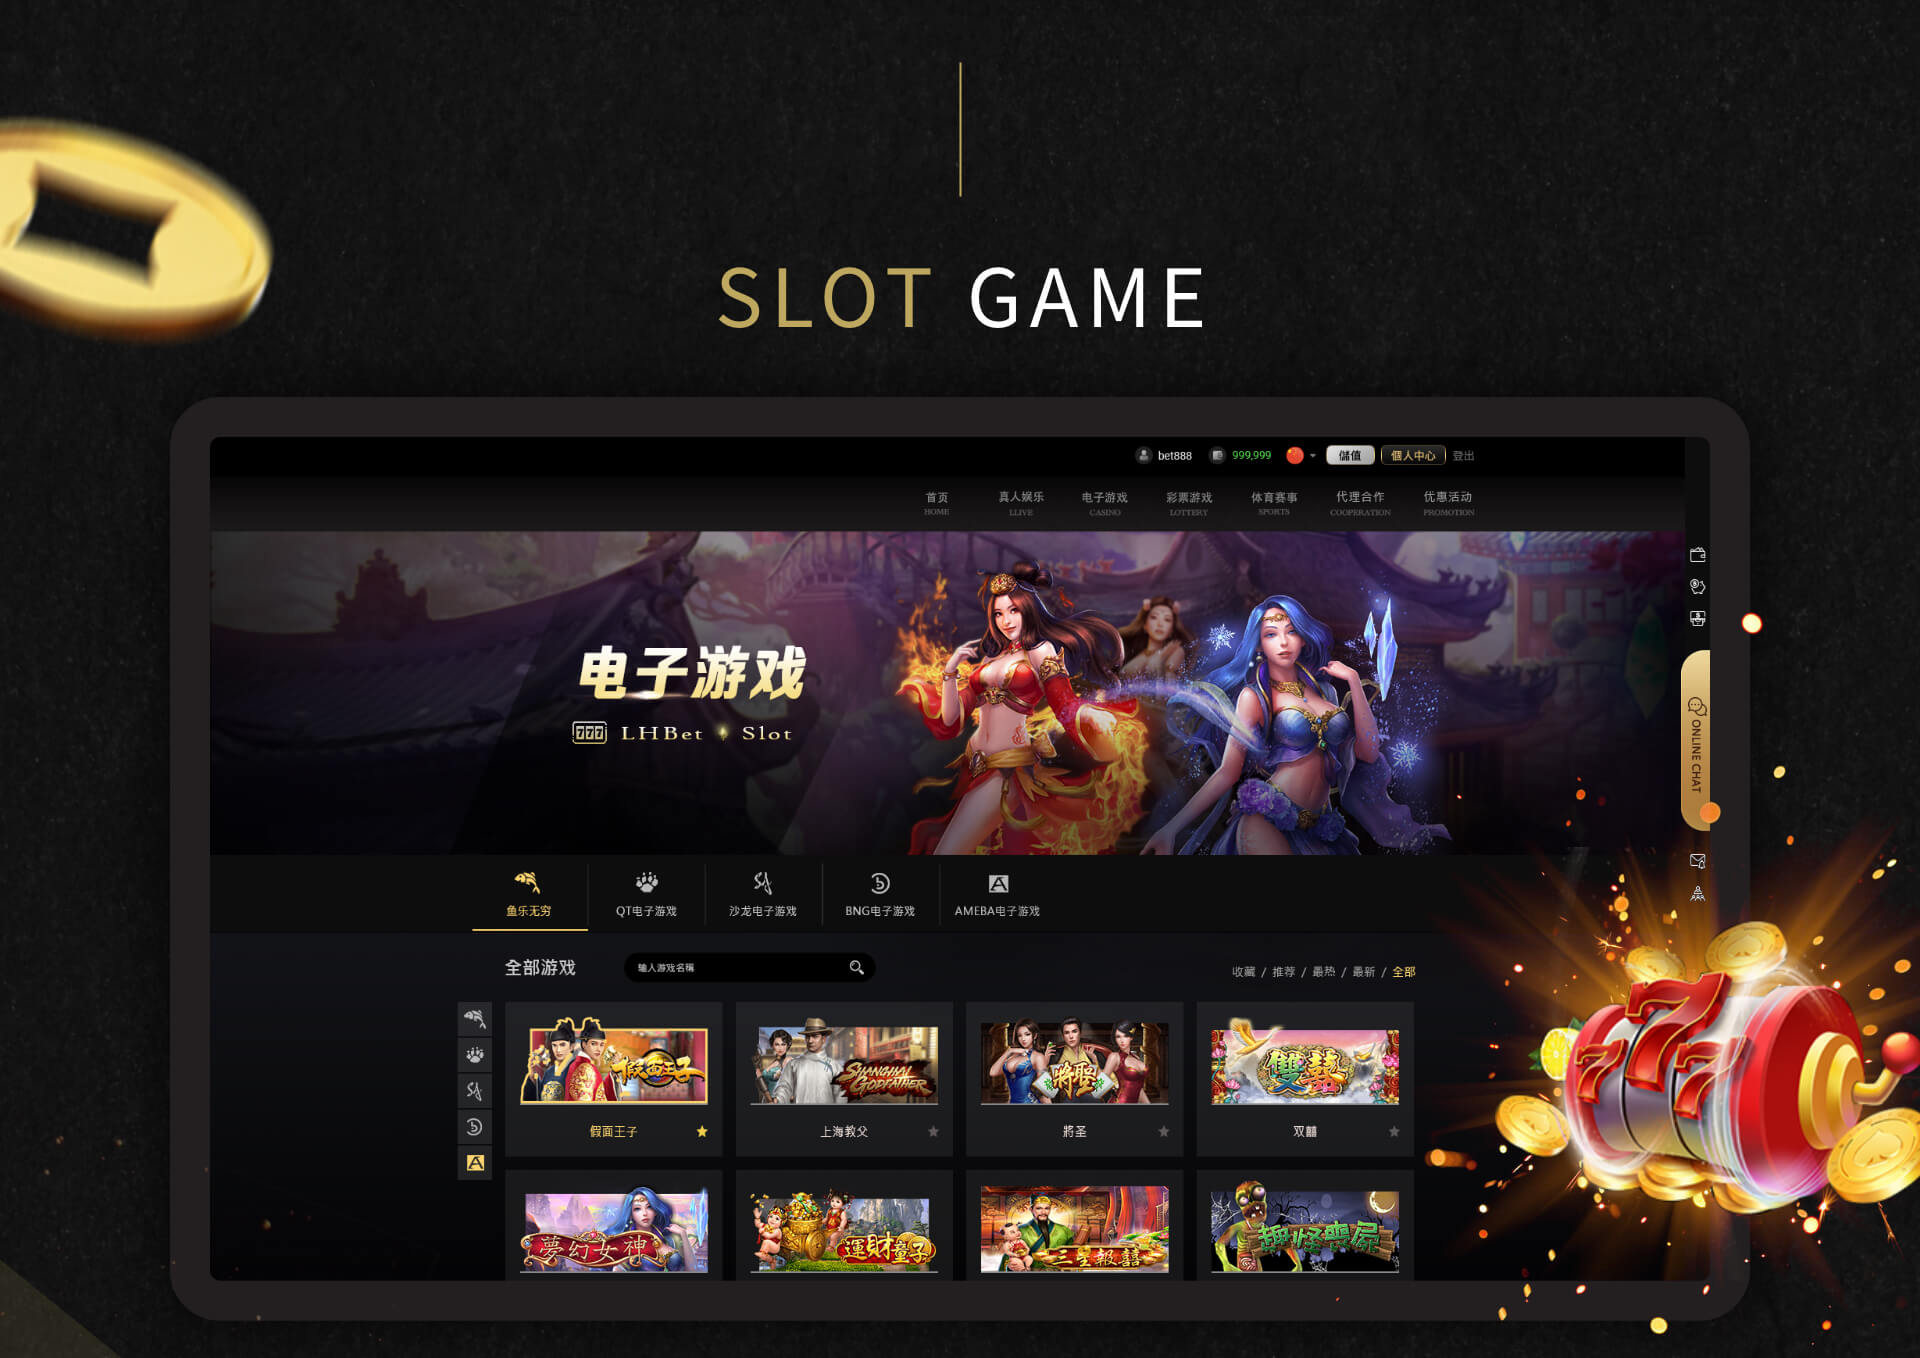 SLOT GAME
bet888 999,999 儲值 個人中心 登出
首页 真人娱乐 电子游戏 彩票游戏 体育赛事 代理合作 优惠活动
HOME LLIVE CASINO LOTTERY SPORTS COOPERATION PROMOTION
电子游戏
777 LHBet Slot
ONLINE CHAT
鱼乐无穷 QT电子游戏 沙龙电子游戏 BNG电子游戏 AMEBA电子游戏
全部游戏 输入游戏名稱 收藏 / 推荐 / 最热 / 最新 / 全部
假面王子 SHANGHAI GODFATHER 將聖 雙囍
假面王子 上海教父 將圣 双囍
夢幻女神 運財童子 三星報囍 趣怪喪屍
777